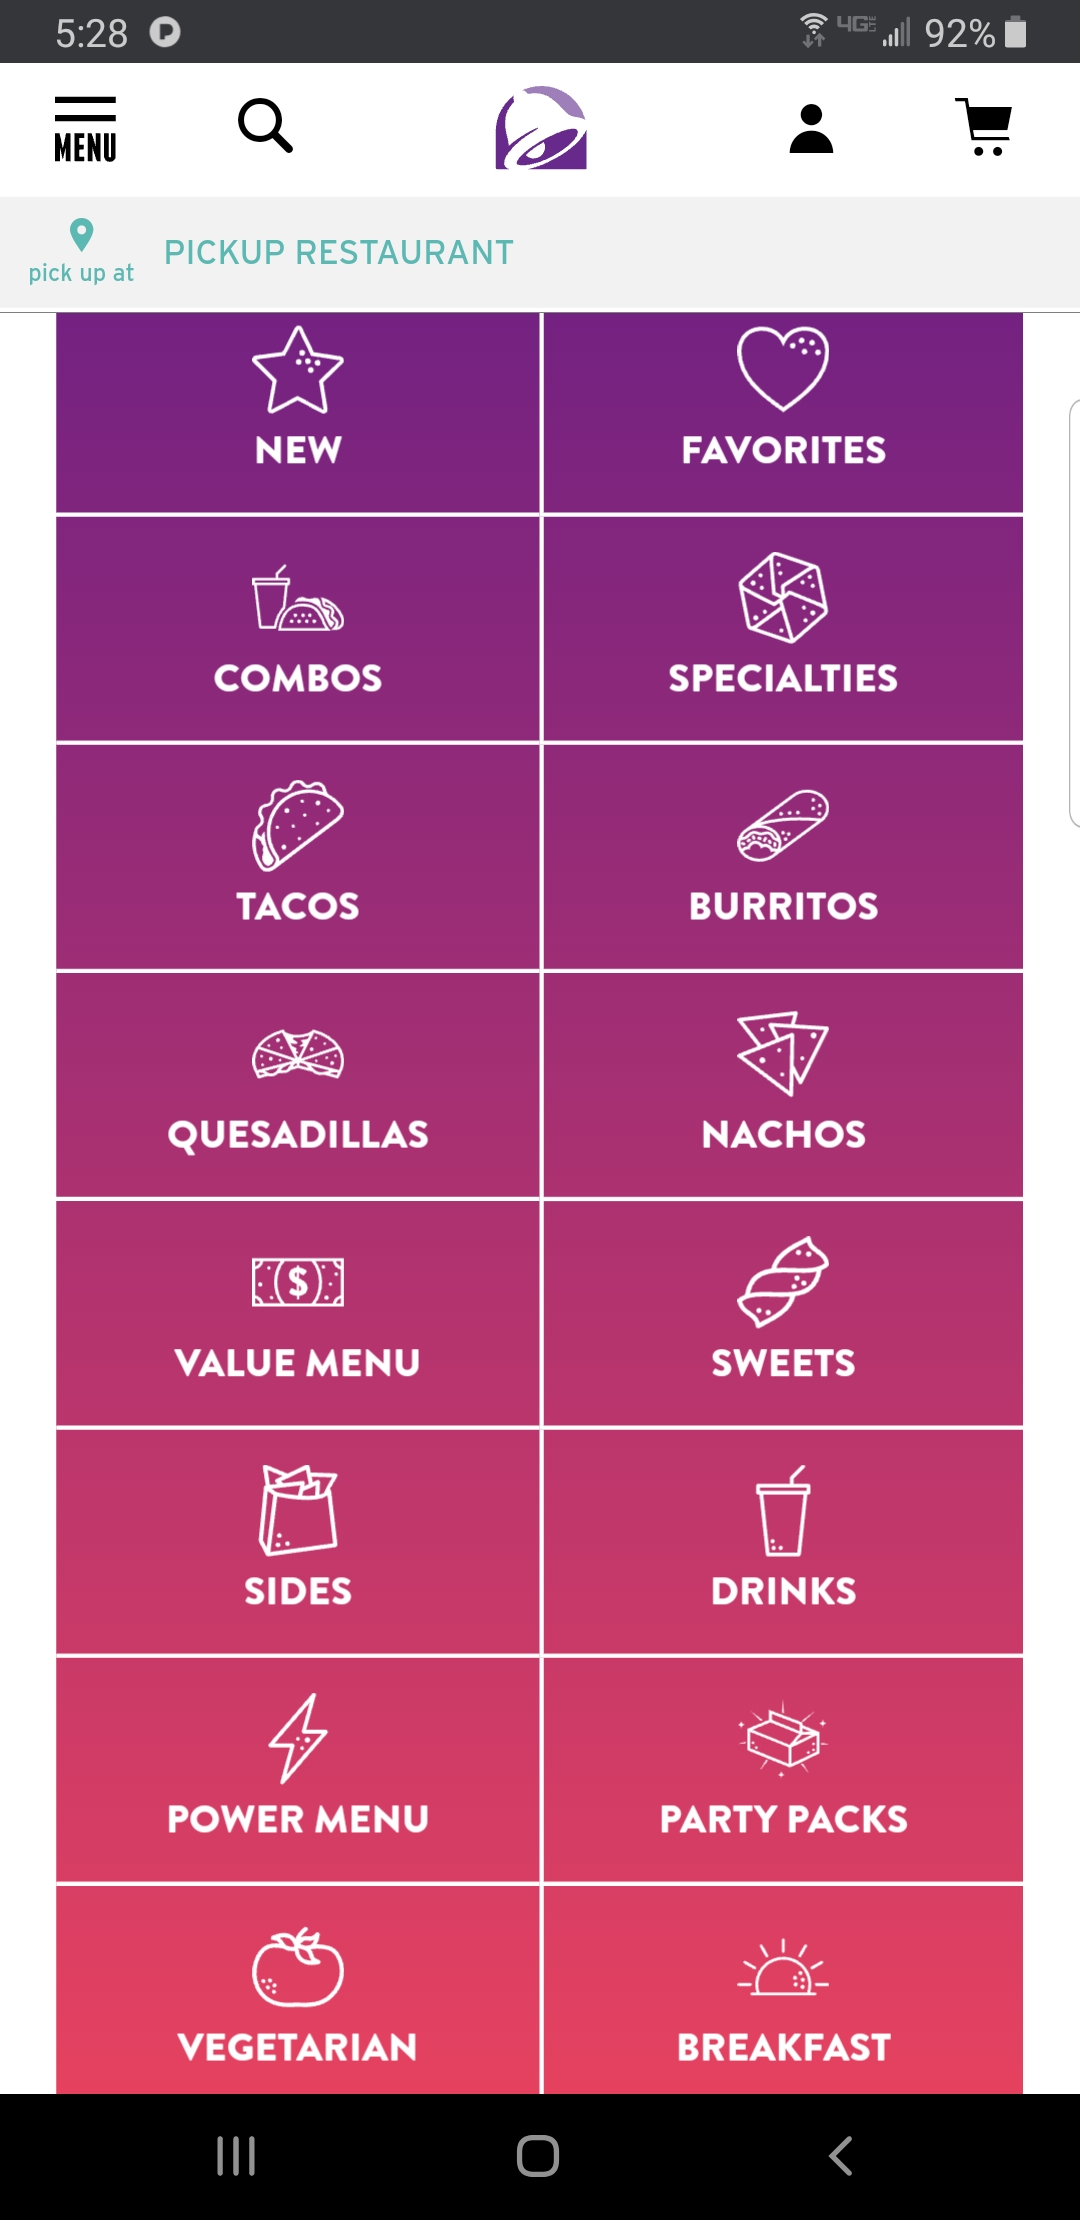 5:28 4G LTE 92%
MENU
pick up at PICKUP RESTAURANT
NEW FAVORITES
COMBOS SPECIALTIES
TACOS BURRITOS
QUESADILLAS NACHOS
$
VALUE MENU SWEETS
SIDES DRINKS
POWER MENU PARTY PACKS
VEGETARIAN BREAKFAST